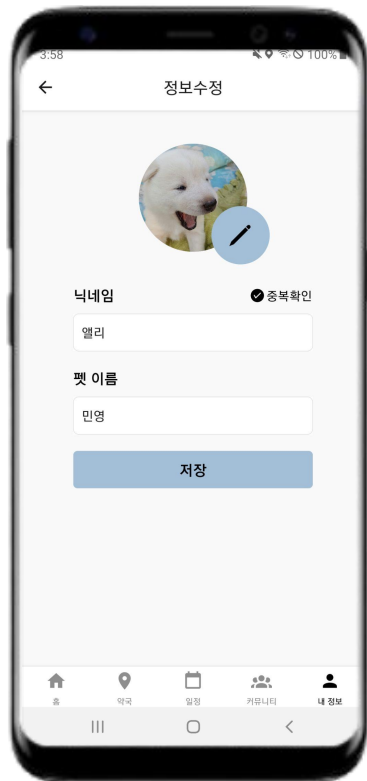 3:58 100%
정보수정
닉네임 중복확인
앨리
펫 이름
민영
저장
홈 약국 일정 커뮤니티 내 정보